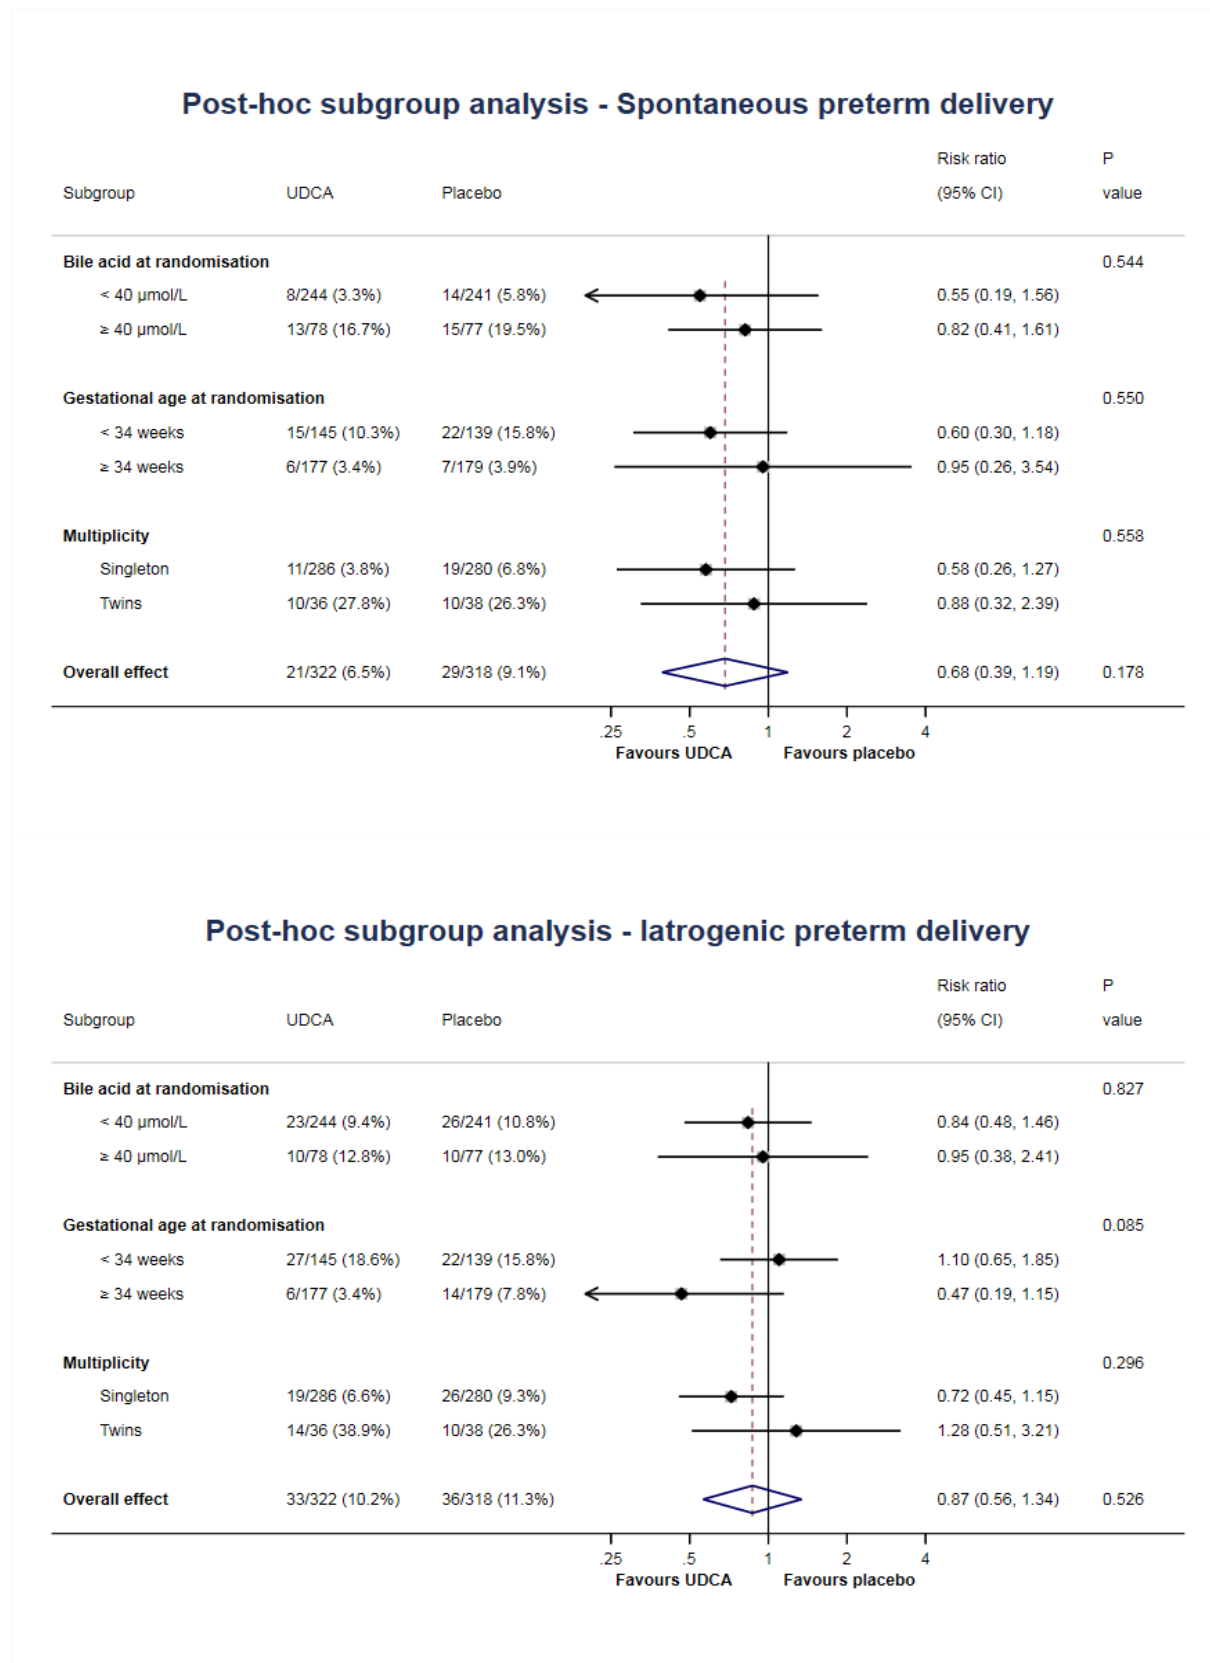 Post-hoc subgroup analysis - Spontaneous preterm delivery
Risk ratio P
Subgroup UDCA Placebo (95% CI) value
Bile acid at randomisation 0.544
< 40 µmol/L 8/244 (3.3%) 14/241 (5.8%) 0.55 (0.19, 1.56)
≥ 40 µmol/L 13/78 (16.7%) 15/77 (19.5%) 0.82 (0.41, 1.61)
Gestational age at randomisation 0.550
< 34 weeks 15/145 (10.3%) 22/139 (15.8%) 0.60 (0.30, 1.18)
≥ 34 weeks 6/177 (3.4%) 7/179 (3.9%) 0.95 (0.26, 3.54)
Multiplicity 0.558
Singleton 11/286 (3.8%) 19/280 (6.8%) 0.58 (0.26, 1.27)
Twins 10/36 (27.8%) 10/38 (26.3%) 0.88 (0.32, 2.39)
Overall effect 21/322 (6.5%) 29/318 (9.1%) 0.68 (0.39, 1.19) 0.178
.25 .5 1 2 4
Favours UDCA Favours placebo
Post-hoc subgroup analysis - Iatrogenic preterm delivery
Risk ratio P
Subgroup UDCA Placebo (95% CI) value
Bile acid at randomisation 0.827
< 40 µmol/L 23/244 (9.4%) 26/241 (10.8%) 0.84 (0.48, 1.46)
≥ 40 µmol/L 10/78 (12.8%) 10/77 (13.0%) 0.95 (0.38, 2.41)
Gestational age at randomisation 0.085
< 34 weeks 27/145 (18.6%) 22/139 (15.8%) 1.10 (0.65, 1.85)
≥ 34 weeks 6/177 (3.4%) 14/179 (7.8%) 0.47 (0.19, 1.15)
Multiplicity 0.296
Singleton 19/286 (6.6%) 26/280 (9.3%) 0.72 (0.45, 1.15)
Twins 14/36 (38.9%) 10/38 (26.3%) 1.28 (0.51, 3.21)
Overall effect 33/322 (10.2%) 36/318 (11.3%) 0.87 (0.56, 1.34) 0.526
.25 .5 1 2 4
Favours UDCA Favours placebo